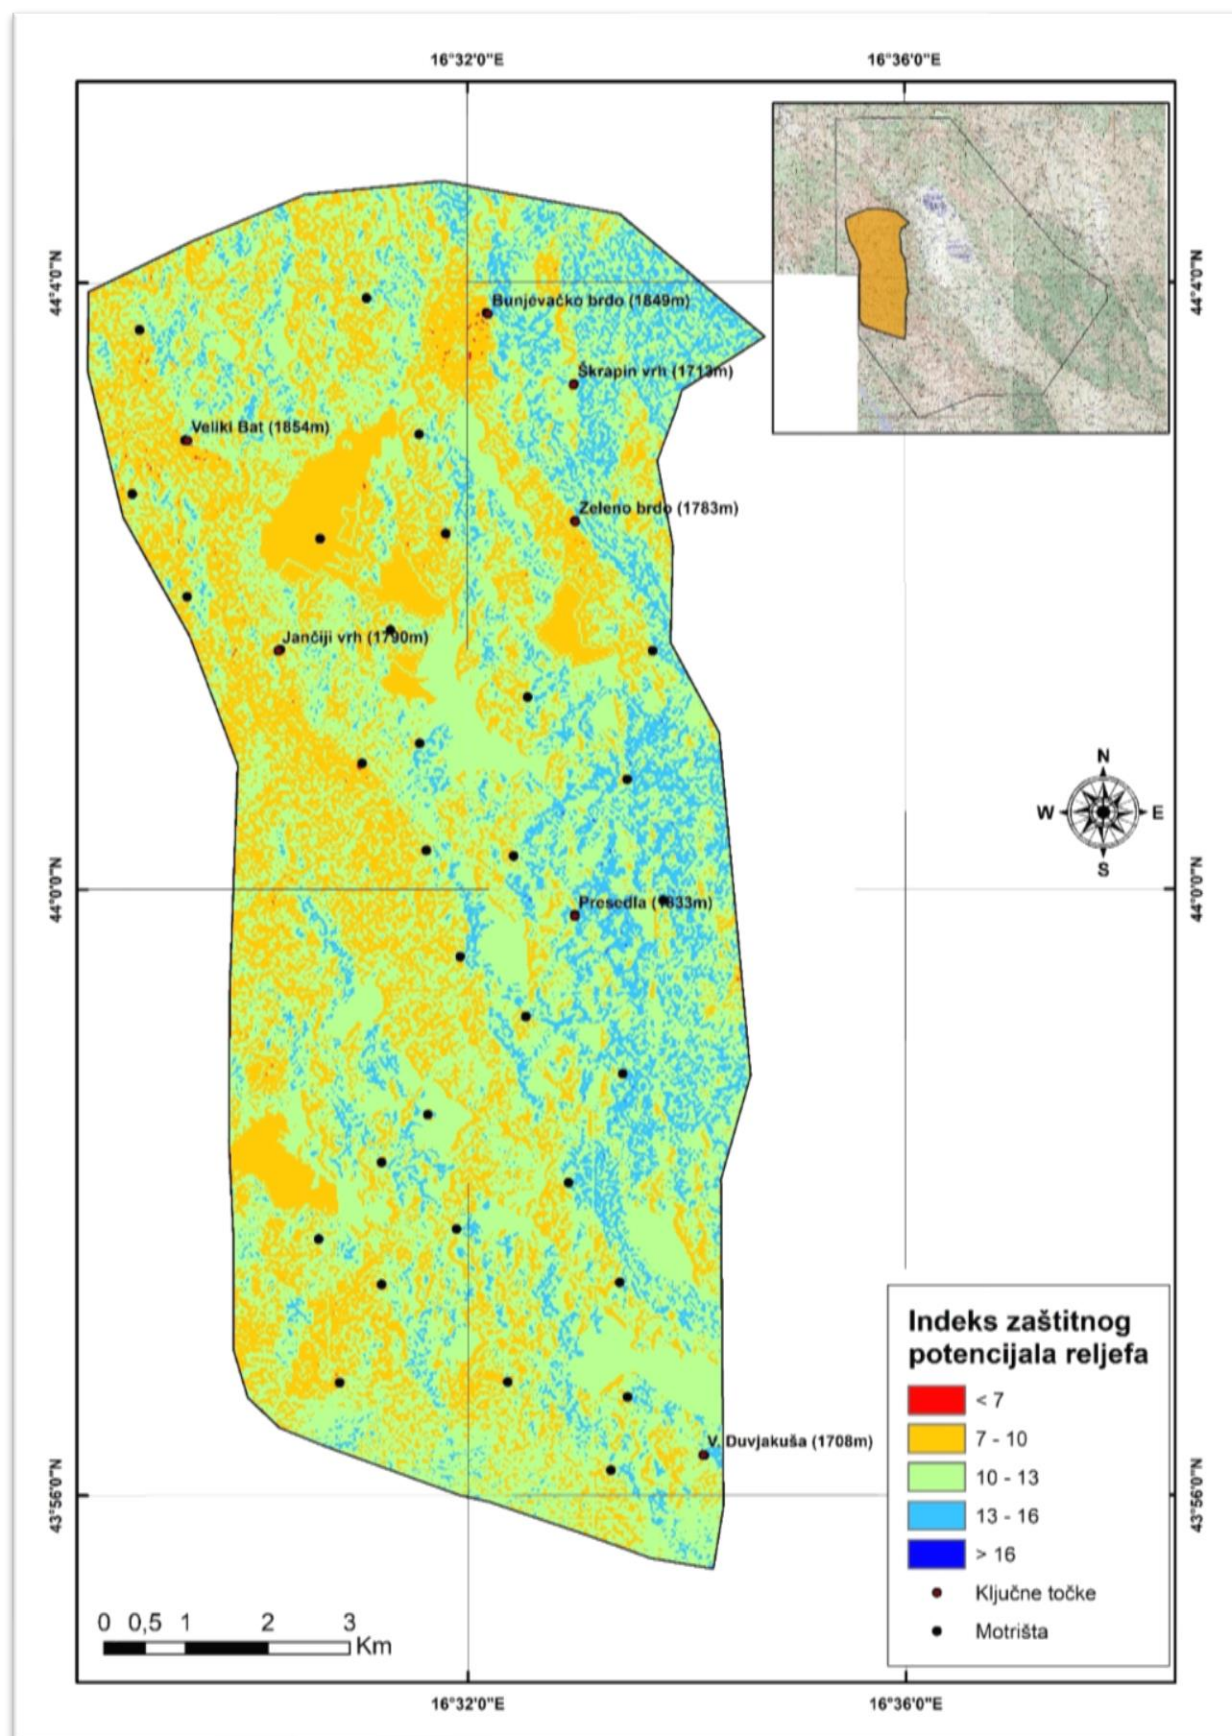 16°32'0"E
16°36'0"E
44°4'0"N
44°4'0"N
Bunjevačko brdo (1849m)
Škrapin vrh (1713m)
Veliki Bat (1854m)
Zeleno brdo (1783m)
Jančiji vrh (1790m)
N
W
E
S
44°0'0"N
44°0'0"N
Presedla (1633m)
Indeks zaštitnog
potencijala reljefa
< 7
7 - 10
10 - 13
13 - 16
> 16
Ključne točke
Motrišta
V. Duvjakuša (1708m)
43°56'0"N
43°56'0"N
0 0,5 1 2 3
Km
16°32'0"E
16°36'0"E